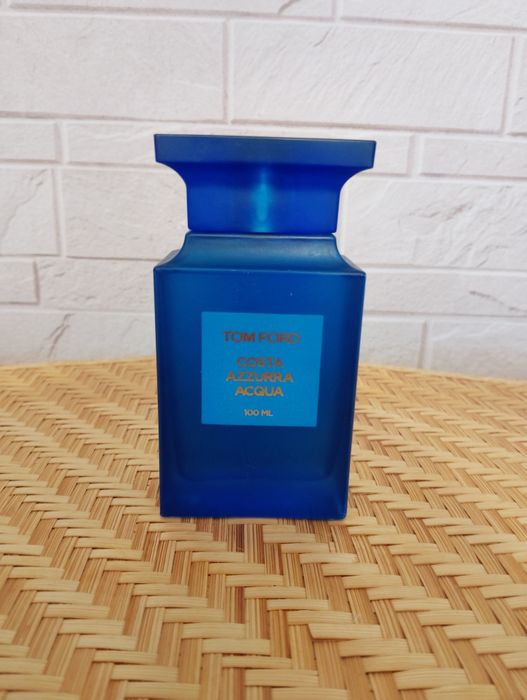 TOM FORD
COSTA
AZZURRA
ACQUA
100 ML